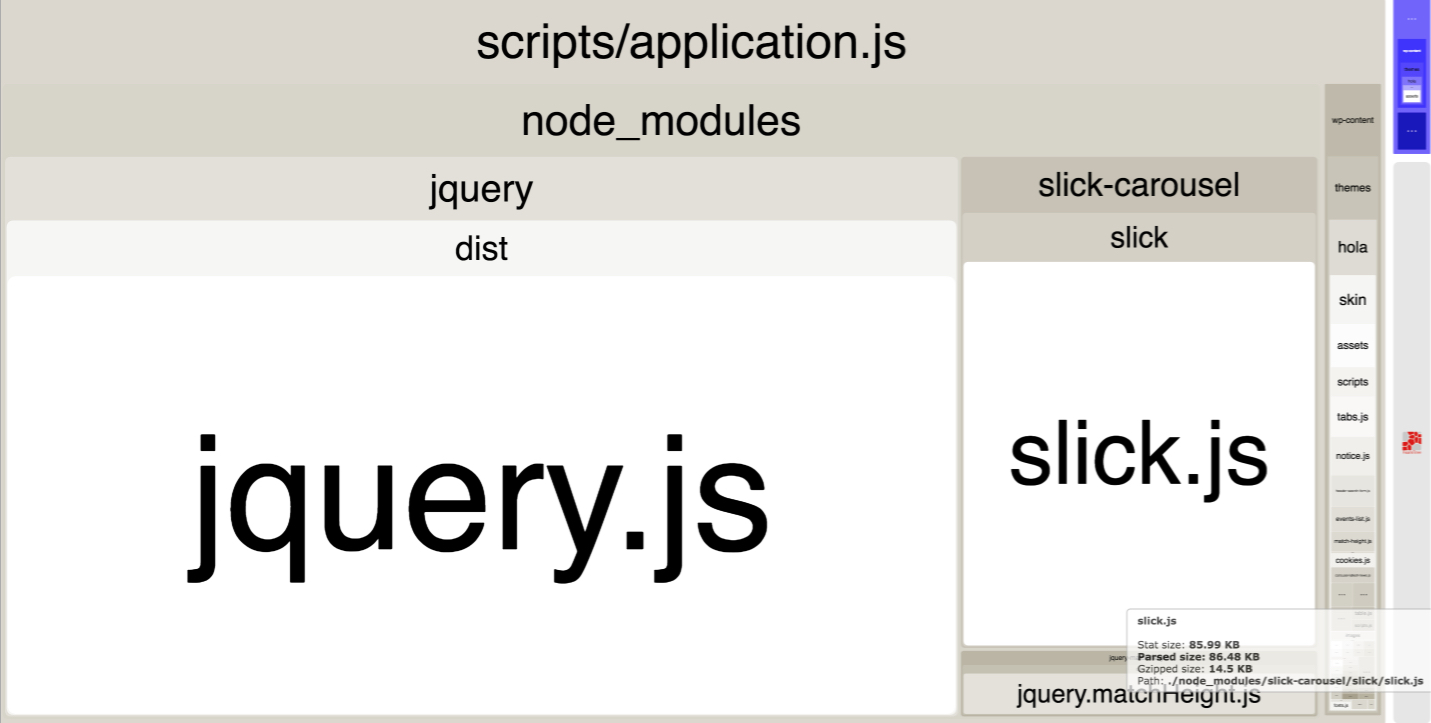 scripts/application.js
node_modules
wp-content
jquery
slick-carousel
themes
dist
slick
hola
skin
assets
scripts
tabs.js
jquery.js
slick.js
notice.js
events-list.js
match-height.js
cookies.js
slick.js
Stat size: 85.99 KB
Parsed size: 86.48 KB
Gzipped size: 14.5 KB
Path: ./node_modules/slick-carousel/slick/slick.js
jquery.matchHeight.js